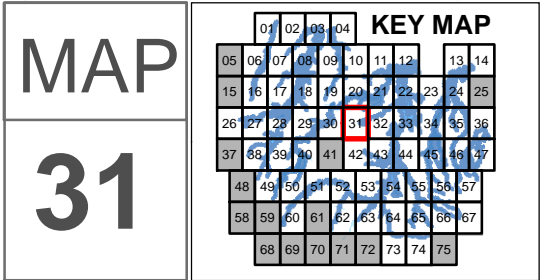 MAP
31
KEY MAP
01 02 03 04
05 06 07 08 09 10 11 12 13 14
15 16 17 18 19 20 21 22 23 24 25
26 27 28 29 30 31 32 33 34 35 36
37 38 39 40 41 42 43 44 45 46 47
48 49 50 51 52 53 54 55 56 57
58 59 60 61 62 63 64 65 66 67
68 69 70 71 72 73 74 75